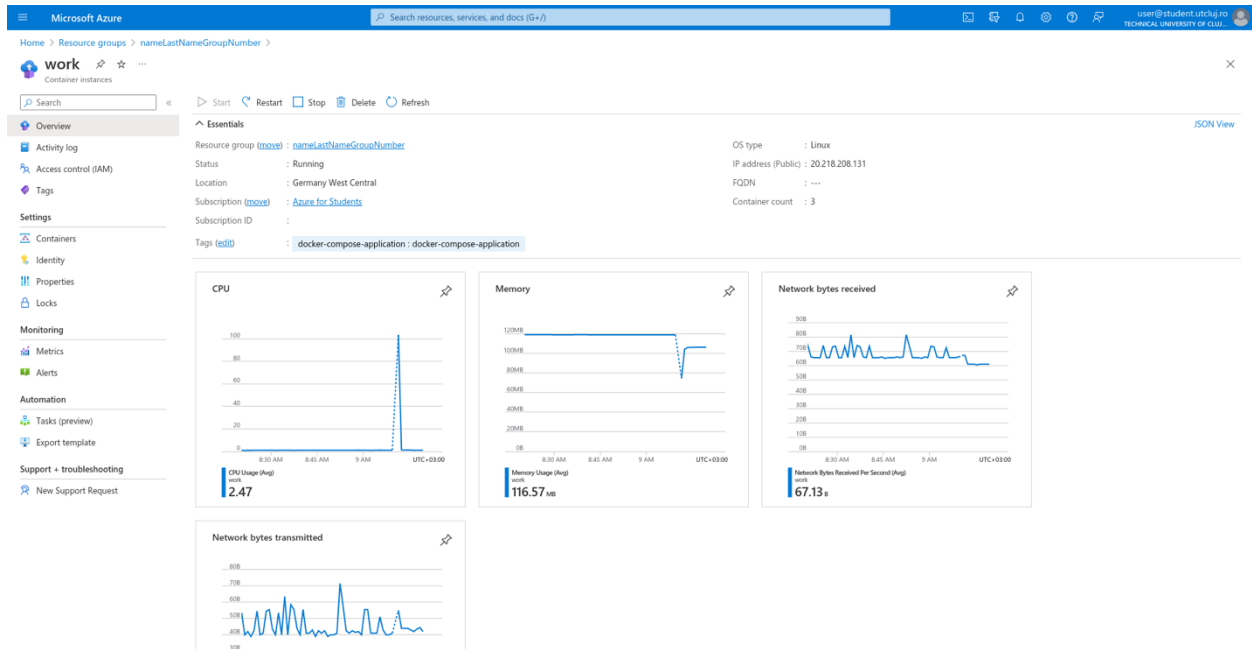 Microsoft Azure
Search resources, services, and docs (G+/)
user@student.utcluj.ro
TECHNICAL UNIVERSITY OF CLUJ...
Home > Resource groups > nameLastNameGroupNumber >
work
Container instances
Search
Start Restart Stop Delete Refresh
Overview
Activity log
Access control (IAM)
Tags
Settings
Containers
Identity
Properties
Locks
Monitoring
Metrics
Alerts
Automation
Tasks (preview)
Export template
Support + troubleshooting
New Support Request
Essentials
JSON View
Resource group (move) : nameLastNameGroupNumber
Status : Running
Location : Germany West Central
Subscription (move) : Azure for Students
Subscription ID :
Tags (edit) : docker-compose-application : docker-compose-application
OS type : Linux
IP address (Public) : 20.218.208.131
FQDN : ---
Container count : 3
CPU
100
80
60
40
20
0
8:30 AM 8:45 AM 9 AM UTC+03:00
CPU Usage (Avg)
work
2.47
Memory
120MB
100MB
80MB
60MB
40MB
20MB
0B
8:30 AM 8:45 AM 9 AM UTC+03:00
Memory Usage (Avg)
work
116.57 MB
Network bytes received
90B
80B
70B
60B
50B
40B
30B
20B
10B
0B
8:30 AM 8:45 AM 9 AM UTC+03:00
Network Bytes Received Per Second (Avg)
work
67.13 B
Network bytes transmitted
80B
70B
60B
50B
40B
30B